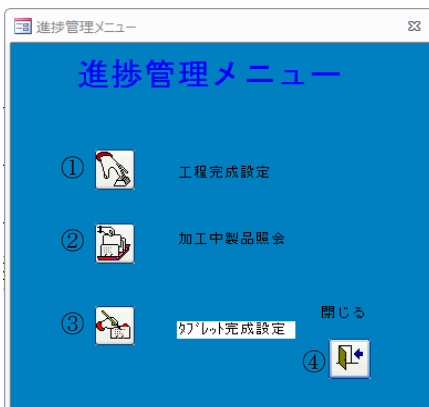 進捗管理メニュー
進捗管理メニュー
① 工程完成設定
② 加工中製品照会
③ ﾀﾌﾞﾚｯﾄ完成設定
閉じる
④